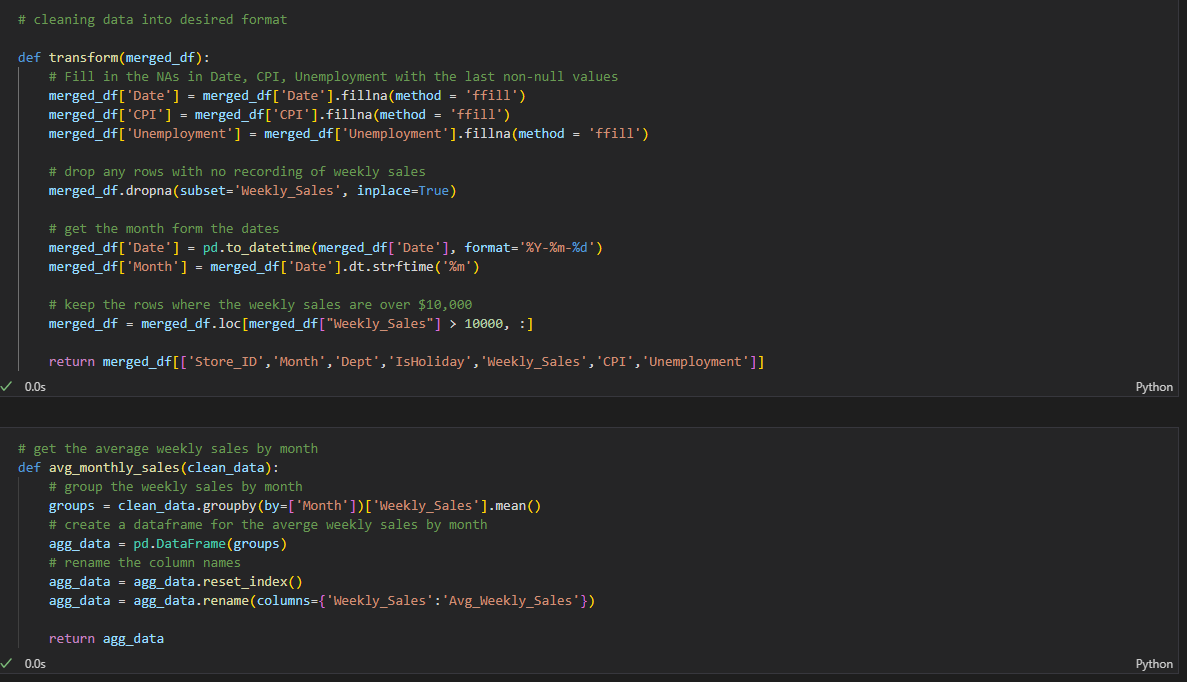 # cleaning data into desired format
def transform(merged_df):
# Fill in the NAs in Date, CPI, Unemployment with the last non-null values
merged_df['Date'] = merged_df['Date'].fillna(method = 'ffill')
merged_df['CPI'] = merged_df['CPI'].fillna(method = 'ffill')
merged_df['Unemployment'] = merged_df['Unemployment'].fillna(method = 'ffill')
# drop any rows with no recording of weekly sales
merged_df.dropna(subset='Weekly_Sales', inplace=True)
# get the month form the dates
merged_df['Date'] = pd.to_datetime(merged_df['Date'], format='%Y-%m-%d')
merged_df['Month'] = merged_df['Date'].dt.strftime('%m')
# keep the rows where the weekly sales are over $10,000
merged_df = merged_df.loc[merged_df["Weekly_Sales"] > 10000, :]
return merged_df[['Store_ID','Month','Dept','IsHoliday','Weekly_Sales','CPI','Unemployment']]
0.0s Python
# get the average weekly sales by month
def avg_monthly_sales(clean_data):
# group the weekly sales by month
groups = clean_data.groupby(by=['Month'])['Weekly_Sales'].mean()
# create a dataframe for the averge weekly sales by month
agg_data = pd.DataFrame(groups)
# rename the column names
agg_data = agg_data.reset_index()
agg_data = agg_data.rename(columns={'Weekly_Sales':'Avg_Weekly_Sales'})
return agg_data
0.0s Python